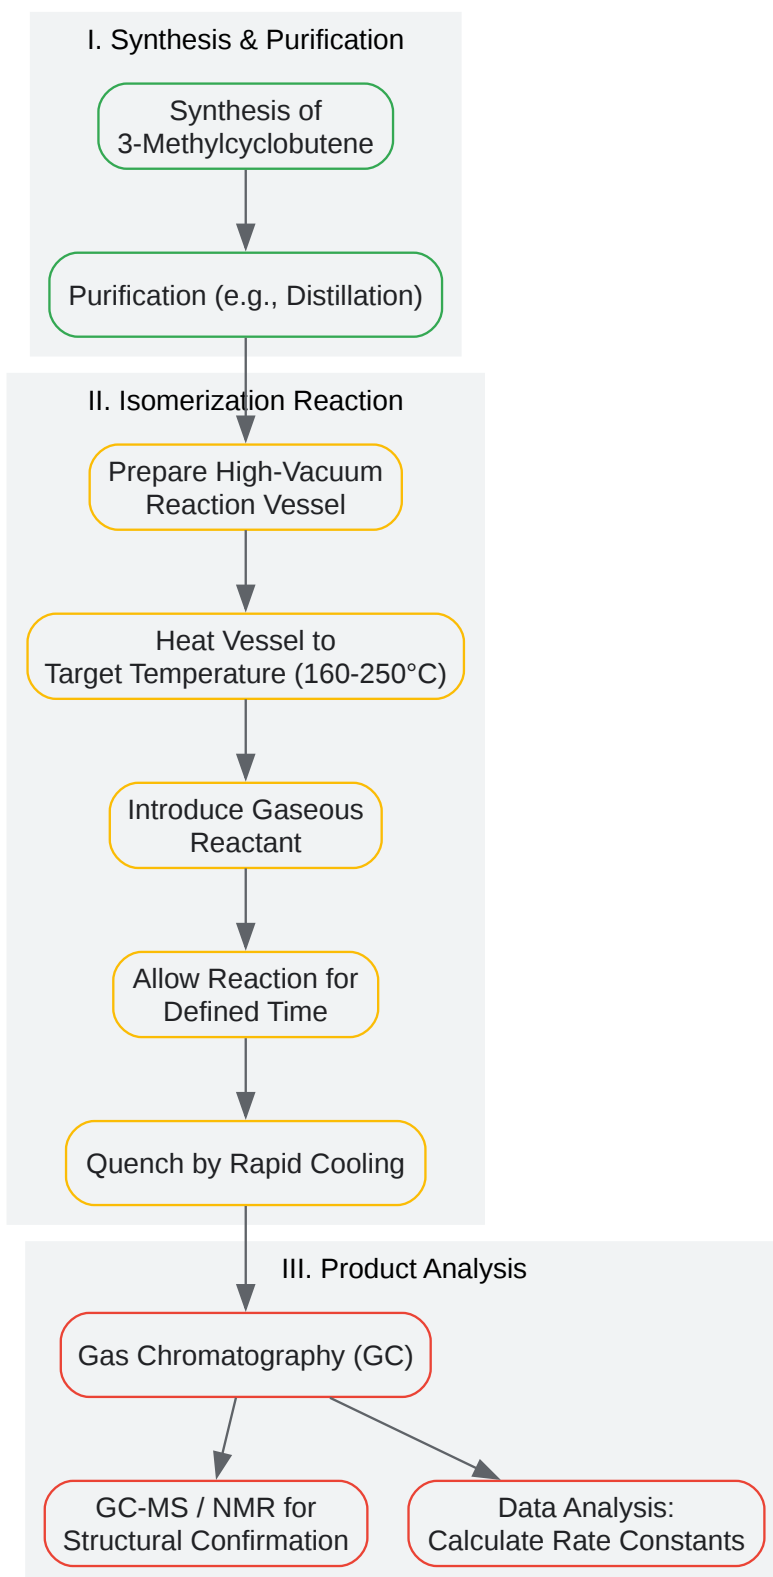 I. Synthesis & Purification
Synthesis of
3-Methylcyclobutene
Purification (e.g., Distillation)
II. Isomerization Reaction
Prepare High-Vacuum
Reaction Vessel
Heat Vessel to
Target Temperature (160-250°C)
Introduce Gaseous
Reactant
Allow Reaction for
Defined Time
Quench by Rapid Cooling
III. Product Analysis
Gas Chromatography (GC)
GC-MS / NMR for
Structural Confirmation
Data Analysis:
Calculate Rate Constants